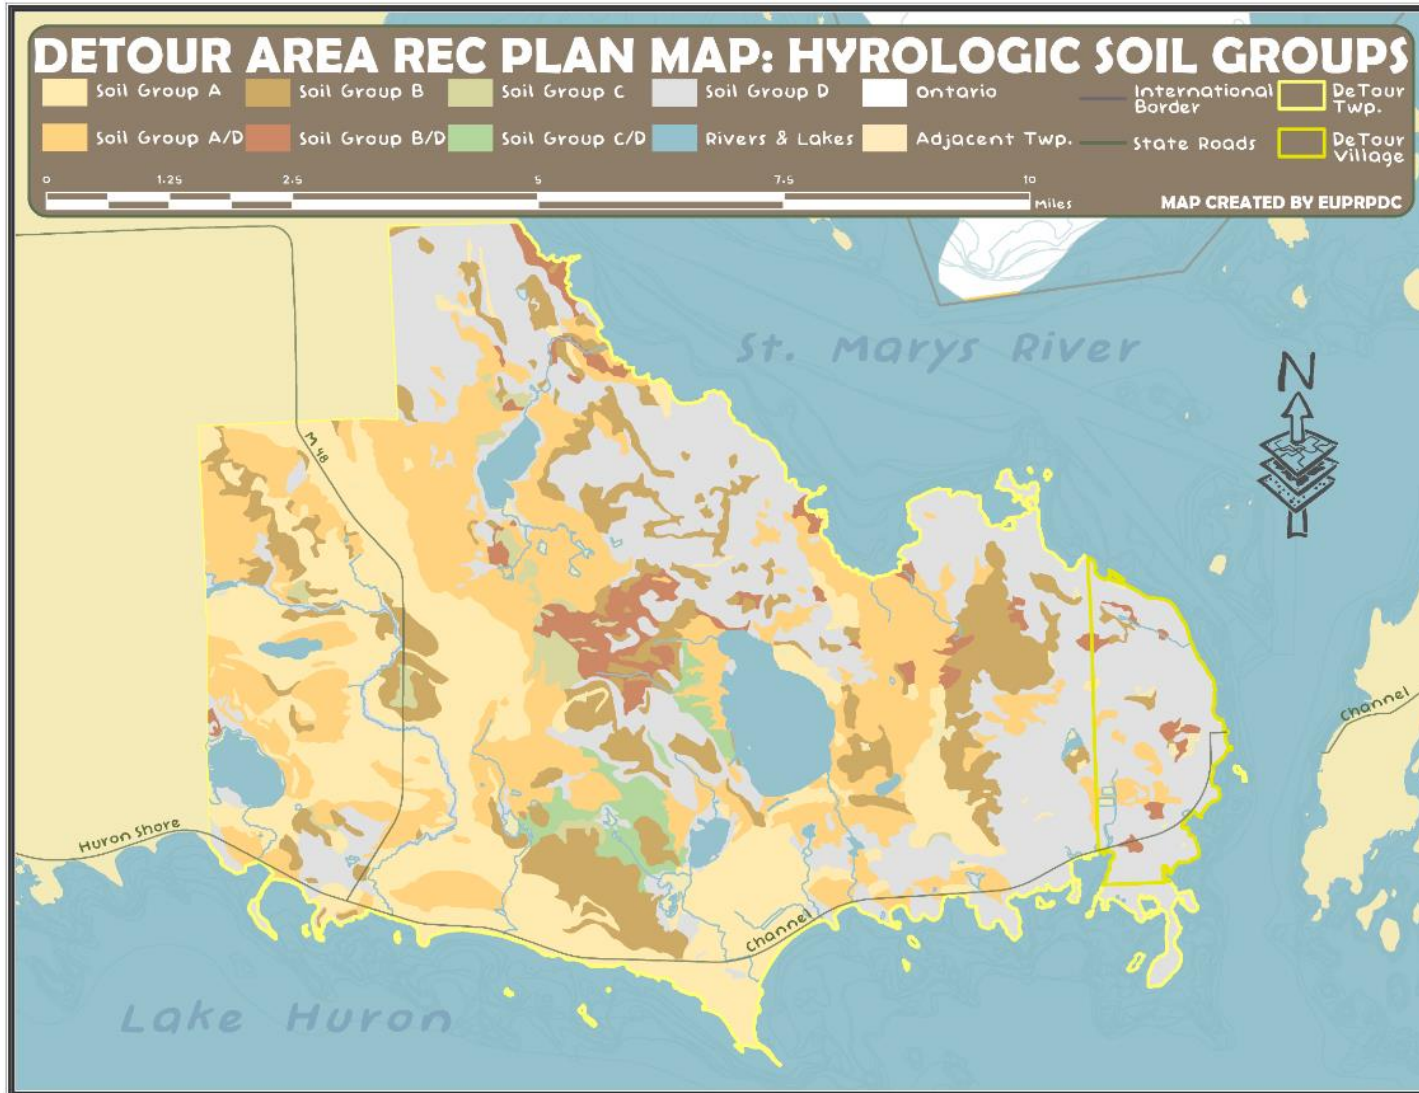 DETOUR AREA REC PLAN MAP: HYROLOGIC SOIL GROUPS
Soil Group A
Soil Group B
Soil Group C
Soil Group D
Ontario
International
Border
DeTour
Twp.
Soil Group A/D
Soil Group B/D
Soil Group C/D
Rivers & Lakes
Adjacent Twp.
State Roads
DeTour
Village
0 1.25 2.5 5 7.5 10
Miles
MAP CREATED BY EUPRPDC
St. Marys River
N
M 48
Channel
Huron Shore
Channel
Lake Huron